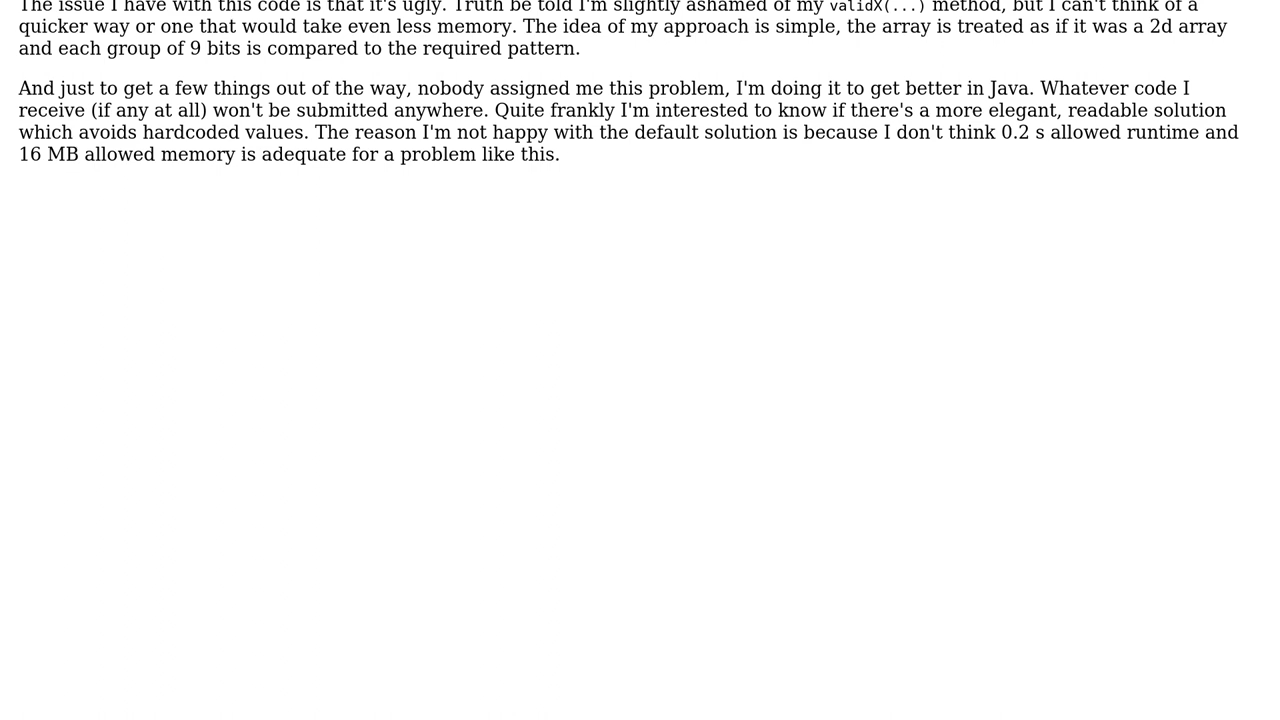 The issue I have with this code is that it's ugly. Truth be told I'm slightly ashamed of my validX(...) method, but I can't think of a
quicker way or one that would take even less memory. The idea of my approach is simple, the array is treated as if it was a 2d array
and each group of 9 bits is compared to the required pattern.
And just to get a few things out of the way, nobody assigned me this problem, I'm doing it to get better in Java. Whatever code I
receive (if any at all) won't be submitted anywhere. Quite frankly I'm interested to know if there's a more elegant, readable solution
which avoids hardcoded values. The reason I'm not happy with the default solution is because I don't think 0.2 s allowed runtime and
16 MB allowed memory is adequate for a problem like this.